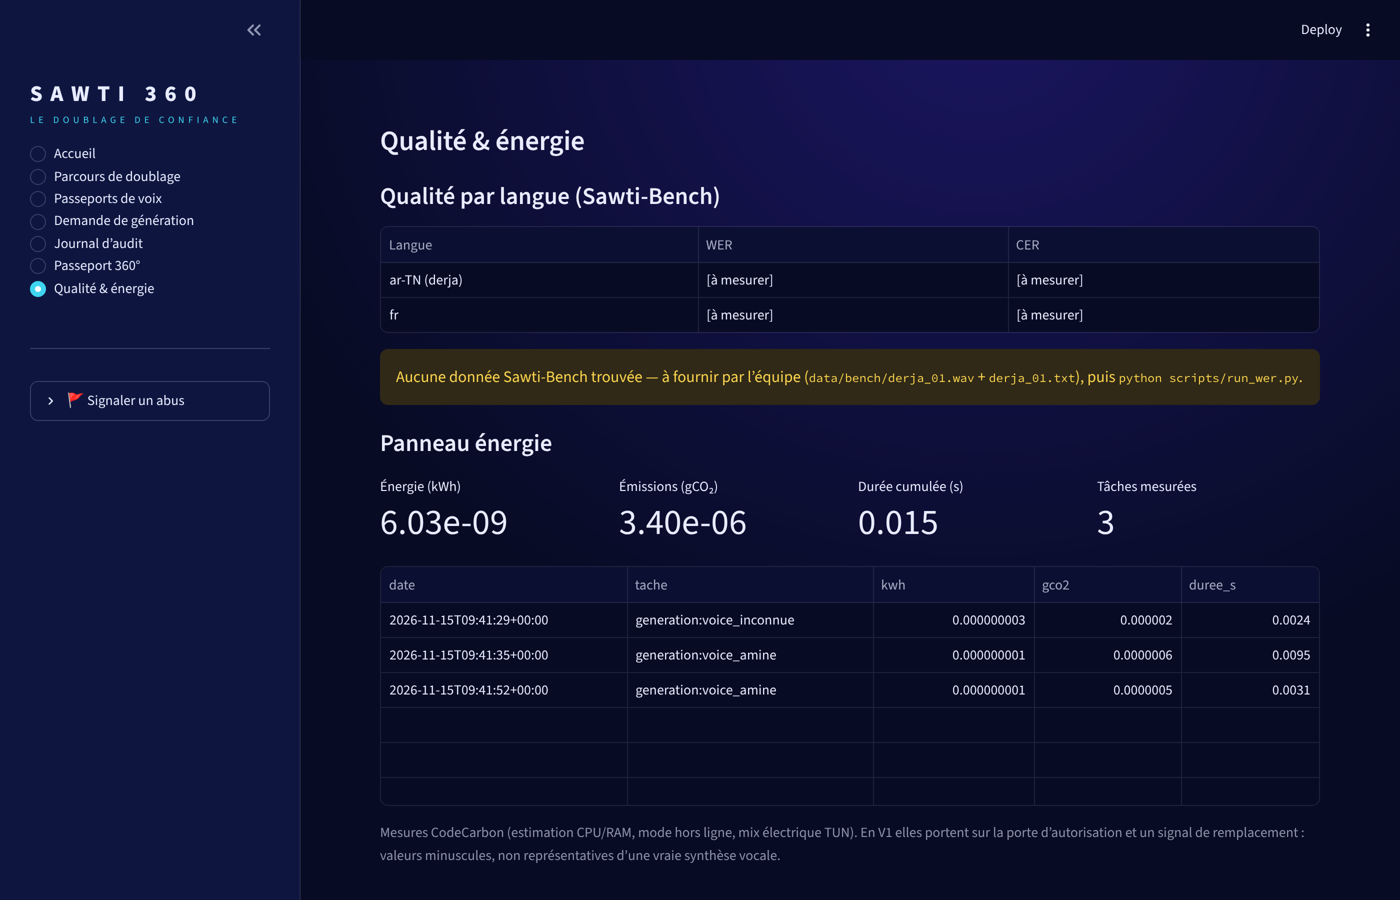 Deploy
SAWTI 360
LE DOUBLAGE DE CONFIANCE
Accueil
Parcours de doublage
Passeports de voix
Demande de génération
Journal d’audit
Passeport 360°
Qualité & énergie
🚩 Signaler un abus
Qualité & énergie
Qualité par langue (Sawti-Bench)
Langue WER CER
ar-TN (derja) [à mesurer] [à mesurer]
fr [à mesurer] [à mesurer]
Aucune donnée Sawti-Bench trouvée — à fournir par l’équipe (data/bench/derja_01.wav + derja_01.txt), puis python scripts/run_wer.py.
Panneau énergie
Énergie (kWh) Émissions (gCO₂) Durée cumulée (s) Tâches mesurées
6.03e-09 3.40e-06 0.015 3
date tache kwh gco2 duree_s
2026-11-15T09:41:29+00:00 generation:voice_inconnue 0.000000003 0.000002 0.0024
2026-11-15T09:41:35+00:00 generation:voice_amine 0.000000001 0.0000006 0.0095
2026-11-15T09:41:52+00:00 generation:voice_amine 0.000000001 0.0000005 0.0031
Mesures CodeCarbon (estimation CPU/RAM, mode hors ligne, mix électrique TUN). En V1 elles portent sur la porte d’autorisation et un signal de remplacement :
valeurs minuscules, non représentatives d’une vraie synthèse vocale.